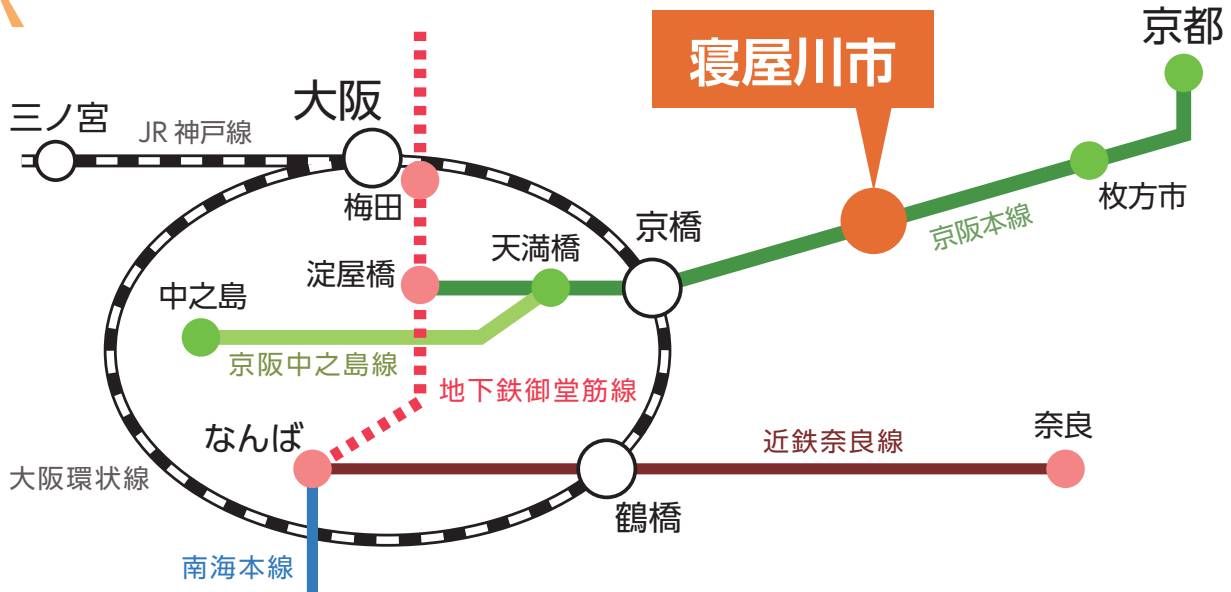 京都
寝屋川市
大阪
三ノ宮
JR 神戸線
梅田
枚方市
京阪本線
京橋
天満橋
淀屋橋
中之島
京阪中之島線
地下鉄御堂筋線
なんば
近鉄奈良線
奈良
大阪環状線
鶴橋
南海本線